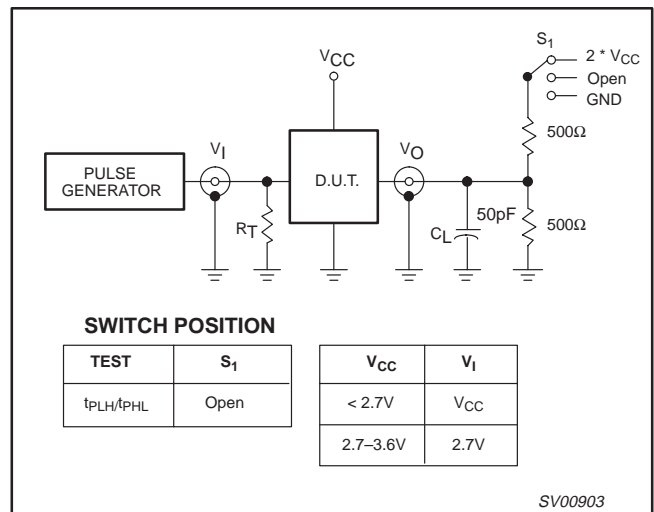 S1
2 * VCC
Open
GND
VCC
500Ω
VI
VO
PULSE GENERATOR
D.U.T.
RT
50pF
CL
500Ω
SWITCH POSITION
TEST S1
tPLH/tPHL Open
VCC VI
< 2.7V VCC
2.7–3.6V 2.7V
SV00903